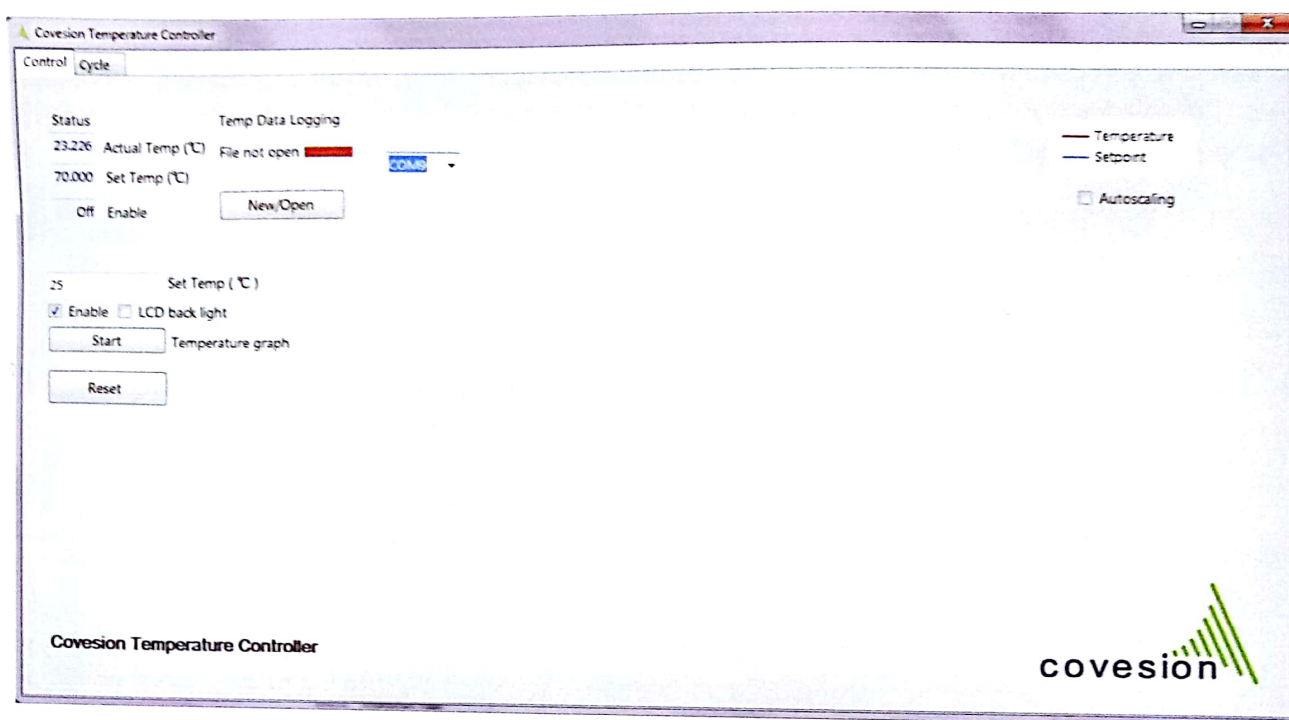 Covesion Temperature Controller
Control Cycle
Status Temp Data Logging
23.226 Actual Temp (℃) File not open COM9
70.000 Set Temp (℃)
Off Enable New/Open
Temperature
Setpoint
Autoscaling
25 Set Temp ( ℃ )
Enable LCD back light
Start Temperature graph
Reset
Covesion Temperature Controller
covesion